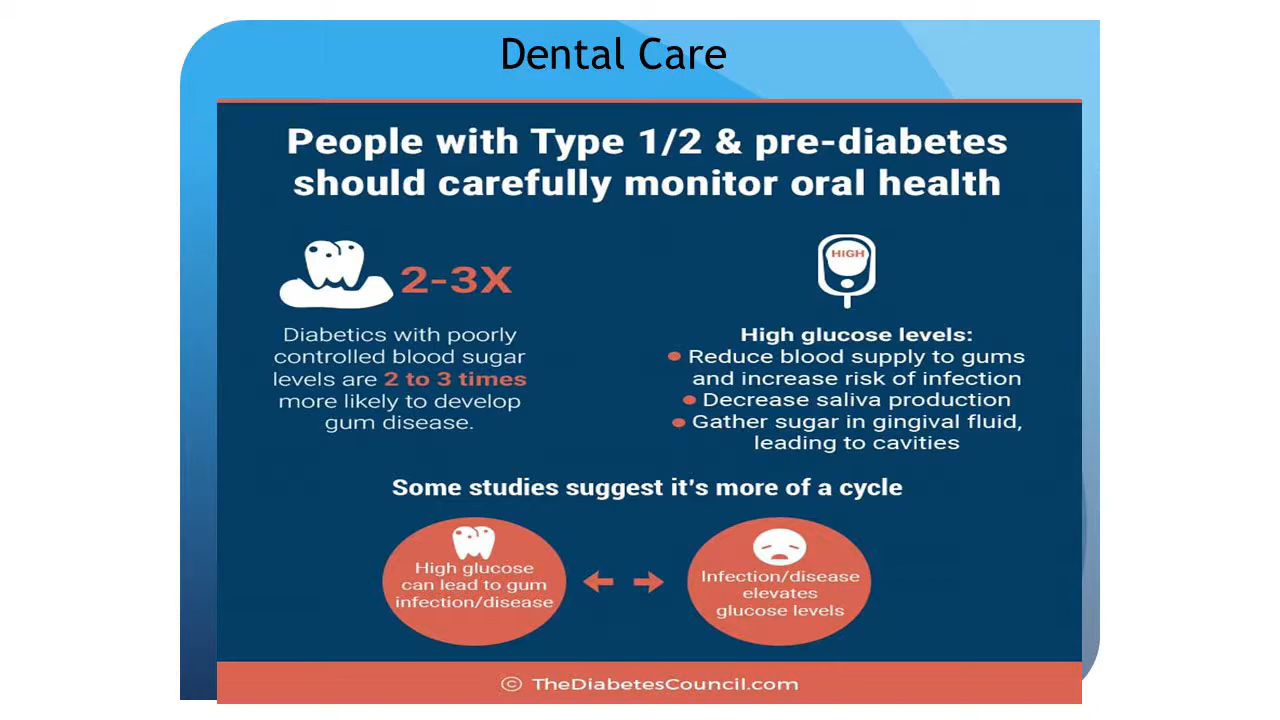 Dental Care
People with Type 1/2 & pre-diabetes
should carefully monitor oral health
2-3X
Diabetics with poorly
controlled blood sugar
levels are 2 to 3 times
more likely to develop
gum disease.
HIGH
High glucose levels:
Reduce blood supply to gums
and increase risk of infection
Decrease saliva production
Gather sugar in gingival fluid,
leading to cavities
Some studies suggest it's more of a cycle
High glucose
can lead to gum
infection/disease
Infection/disease
elevates
glucose levels
© TheDiabetesCouncil.com